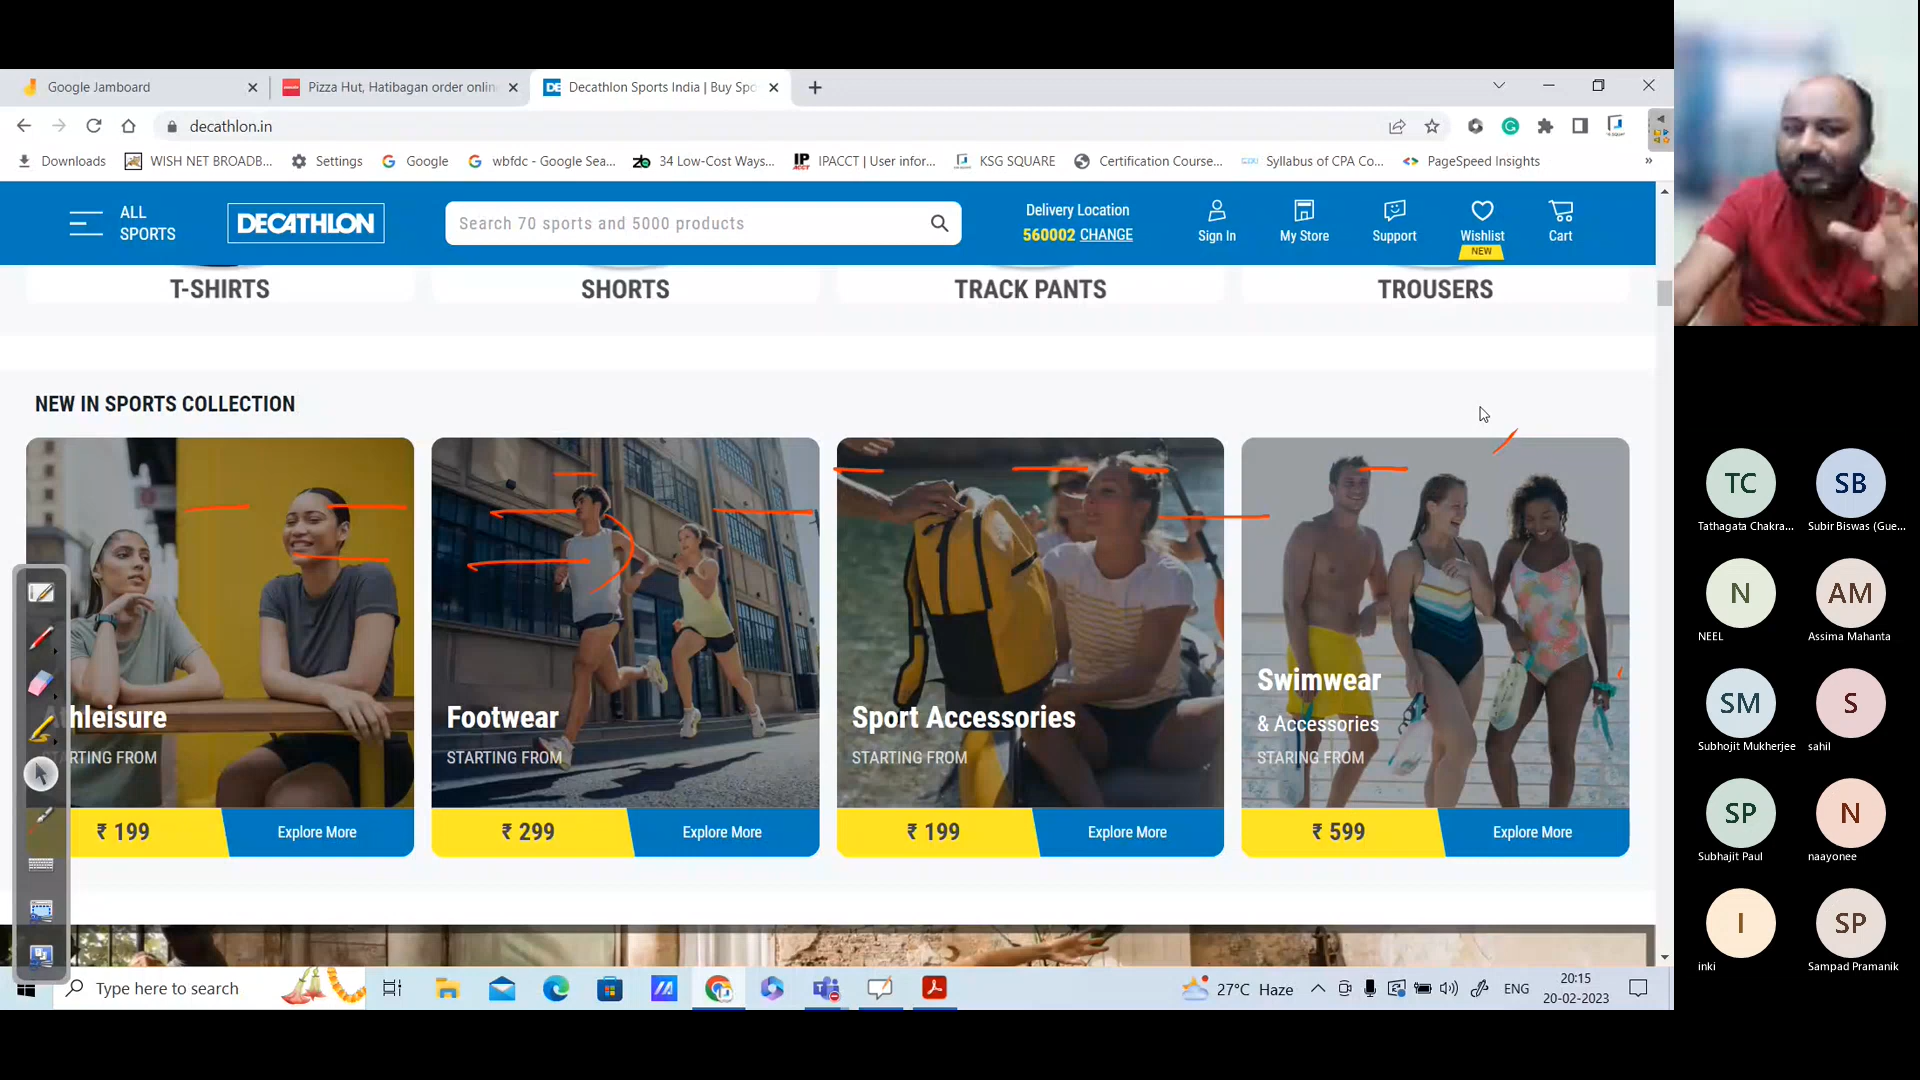 Google Jamboard
Pizza Hut, Hatibagan order onlin
DE Decathlon Sports India | Buy Spo
decathlon.in
Downloads
WISH NET BROADB...
Settings
Google
wbfdc - Google Sea...
34 Low-Cost Ways...
IPACCT | User infor...
KSG SQUARE
Certification Course...
Syllabus of CPA Co...
PageSpeed Insights
»
ALL
SPORTS
DECATHLON
Search 70 sports and 5000 products
Delivery Location
560002 CHANGE
Sign In
My Store
Support
Wishlist
NEW
Cart
T-SHIRTS
SHORTS
TRACK PANTS
TROUSERS
NEW IN SPORTS COLLECTION
hleisure
RTING FROM
₹ 199
Explore More
Footwear
STARTING FROM
₹ 299
Explore More
Sport Accessories
STARTING FROM
₹ 199
Explore More
Swimwear
& Accessories
STARING FROM
₹ 599
Explore More
Type here to search
27°C Haze
ENG
20:15
20-02-2023
TC
Tathagata Chakra...
SB
Subir Biswas (Gue...
N
NEEL
AM
Assima Mahanta
SM
Subhojit Mukherjee
S
sahil
SP
Subhajit Paul
N
naayonee
I
inki
SP
Sampad Pramanik